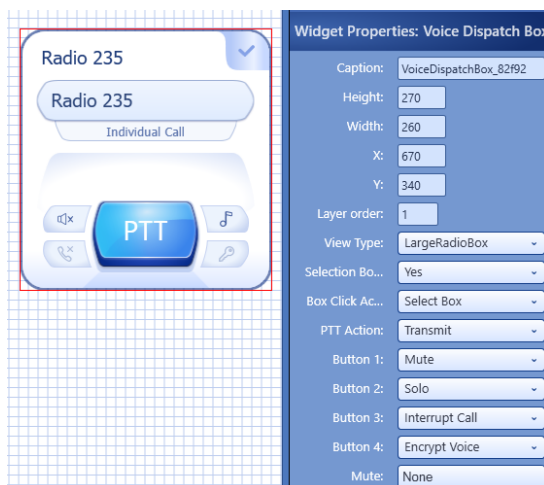 Radio 235
Radio 235
Individual Call
PTT
Widget Properties: Voice Dispatch Box
Caption: VoiceDispatchBox_82f92
Height: 270
Width: 260
X: 670
Y: 340
Layer order: 1
View Type: LargeRadioBox
Selection Bo... Yes
Box Click Ac... Select Box
PTT Action: Transmit
Button 1: Mute
Button 2: Solo
Button 3: Interrupt Call
Button 4: Encrypt Voice
Mute: None